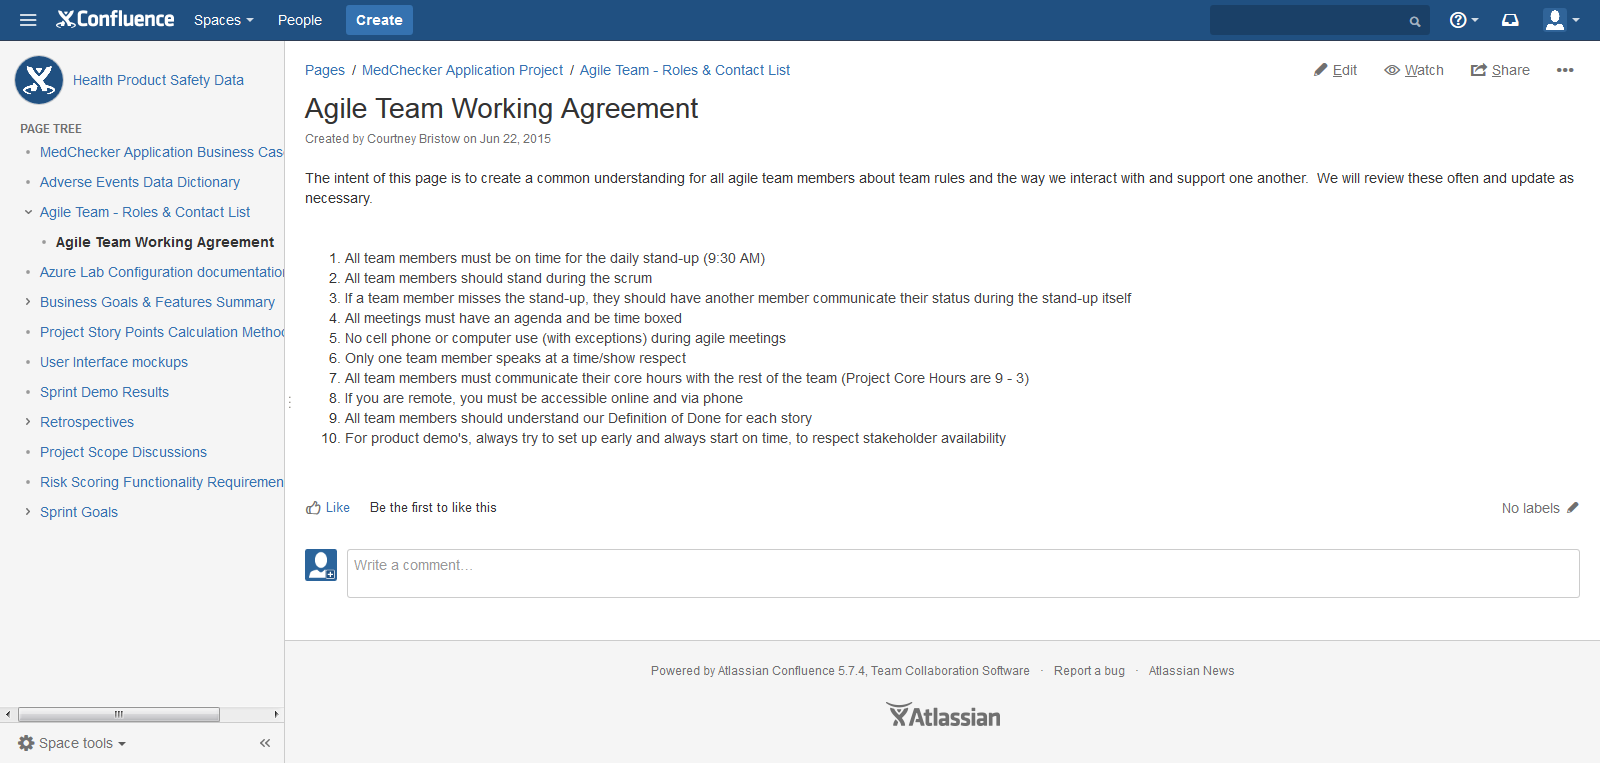 Confluence Spaces People Create
Health Product Safety Data
PAGE TREE
MedChecker Application Business Cas
Adverse Events Data Dictionary
Agile Team - Roles & Contact List
Agile Team Working Agreement
Azure Lab Configuration documentation
Business Goals & Features Summary
Project Story Points Calculation Metho
User Interface mockups
Sprint Demo Results
Retrospectives
Project Scope Discussions
Risk Scoring Functionality Requiremen
Sprint Goals
Space tools
Pages / MedChecker Application Project / Agile Team - Roles & Contact List
Edit Watch Share
Agile Team Working Agreement
Created by Courtney Bristow on Jun 22, 2015
The intent of this page is to create a common understanding for all agile team members about team rules and the way we interact with and support one another.  We will review these often and update as
necessary.
1. All team members must be on time for the daily stand-up (9:30 AM)
2. All team members should stand during the scrum
3. If a team member misses the stand-up, they should have another member communicate their status during the stand-up itself
4. All meetings must have an agenda and be time boxed
5. No cell phone or computer use (with exceptions) during agile meetings
6. Only one team member speaks at a time/show respect
7. All team members must communicate their core hours with the rest of the team (Project Core Hours are 9 - 3)
8. If you are remote, you must be accessible online and via phone
9. All team members should understand our Definition of Done for each story
10. For product demo's, always try to set up early and always start on time, to respect stakeholder availability
Like Be the first to like this
No labels
Write a comment…
Powered by Atlassian Confluence 5.7.4, Team Collaboration Software · Report a bug · Atlassian News
Atlassian